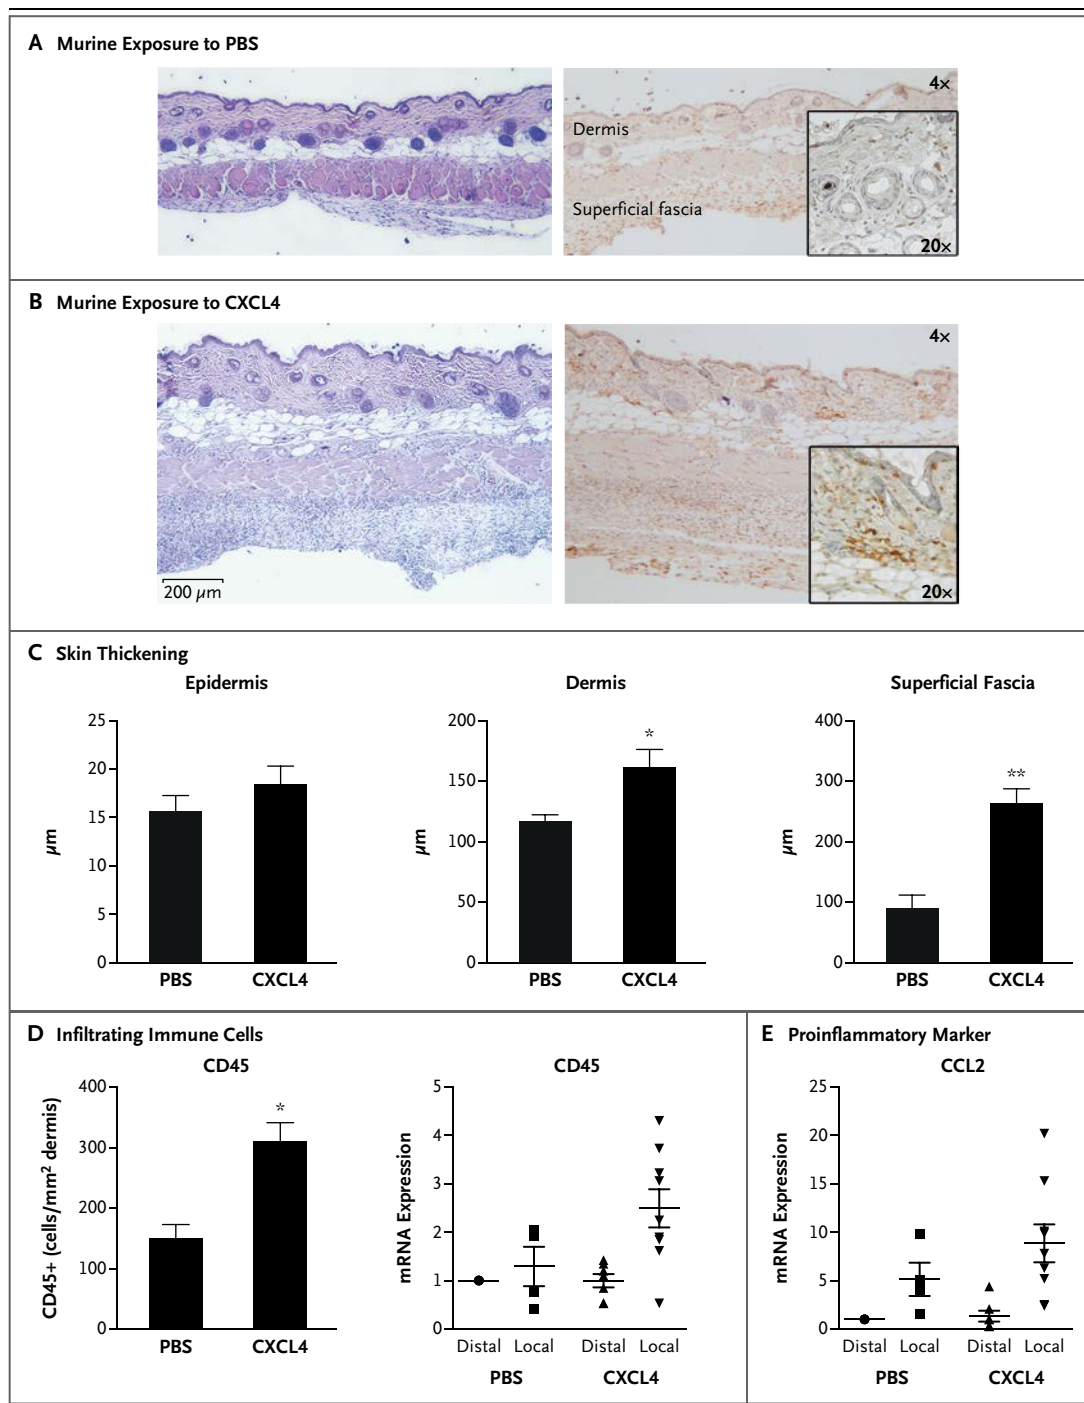 A Murine Exposure to PBS
4×
Dermis
Superficial fascia
20×
B Murine Exposure to CXCL4
4×
20×
200 µm
C Skin Thickening
Epidermis
25
20
15
10
5
0
µm
PBS CXCL4
Dermis
200
150
100
50
0
µm
*
PBS CXCL4
Superficial Fascia
400
300
200
100
0
µm
**
PBS CXCL4
D Infiltrating Immune Cells
CD45
400
300
200
100
0
CD45+ (cells/mm² dermis)
*
PBS CXCL4
CD45
5
4
3
2
1
0
mRNA Expression
Distal Local Distal Local
PBS CXCL4
E Proinflammatory Marker
CCL2
25
20
15
10
5
0
mRNA Expression
Distal Local Distal Local
PBS CXCL4